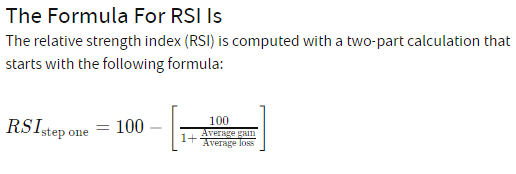 The Formula For RSI Is
The relative strength index (RSI) is computed with a two-part calculation that
starts with the following formula:
RSI_step one = 100 − [ 100 / (1 + Average gain / Average loss) ]